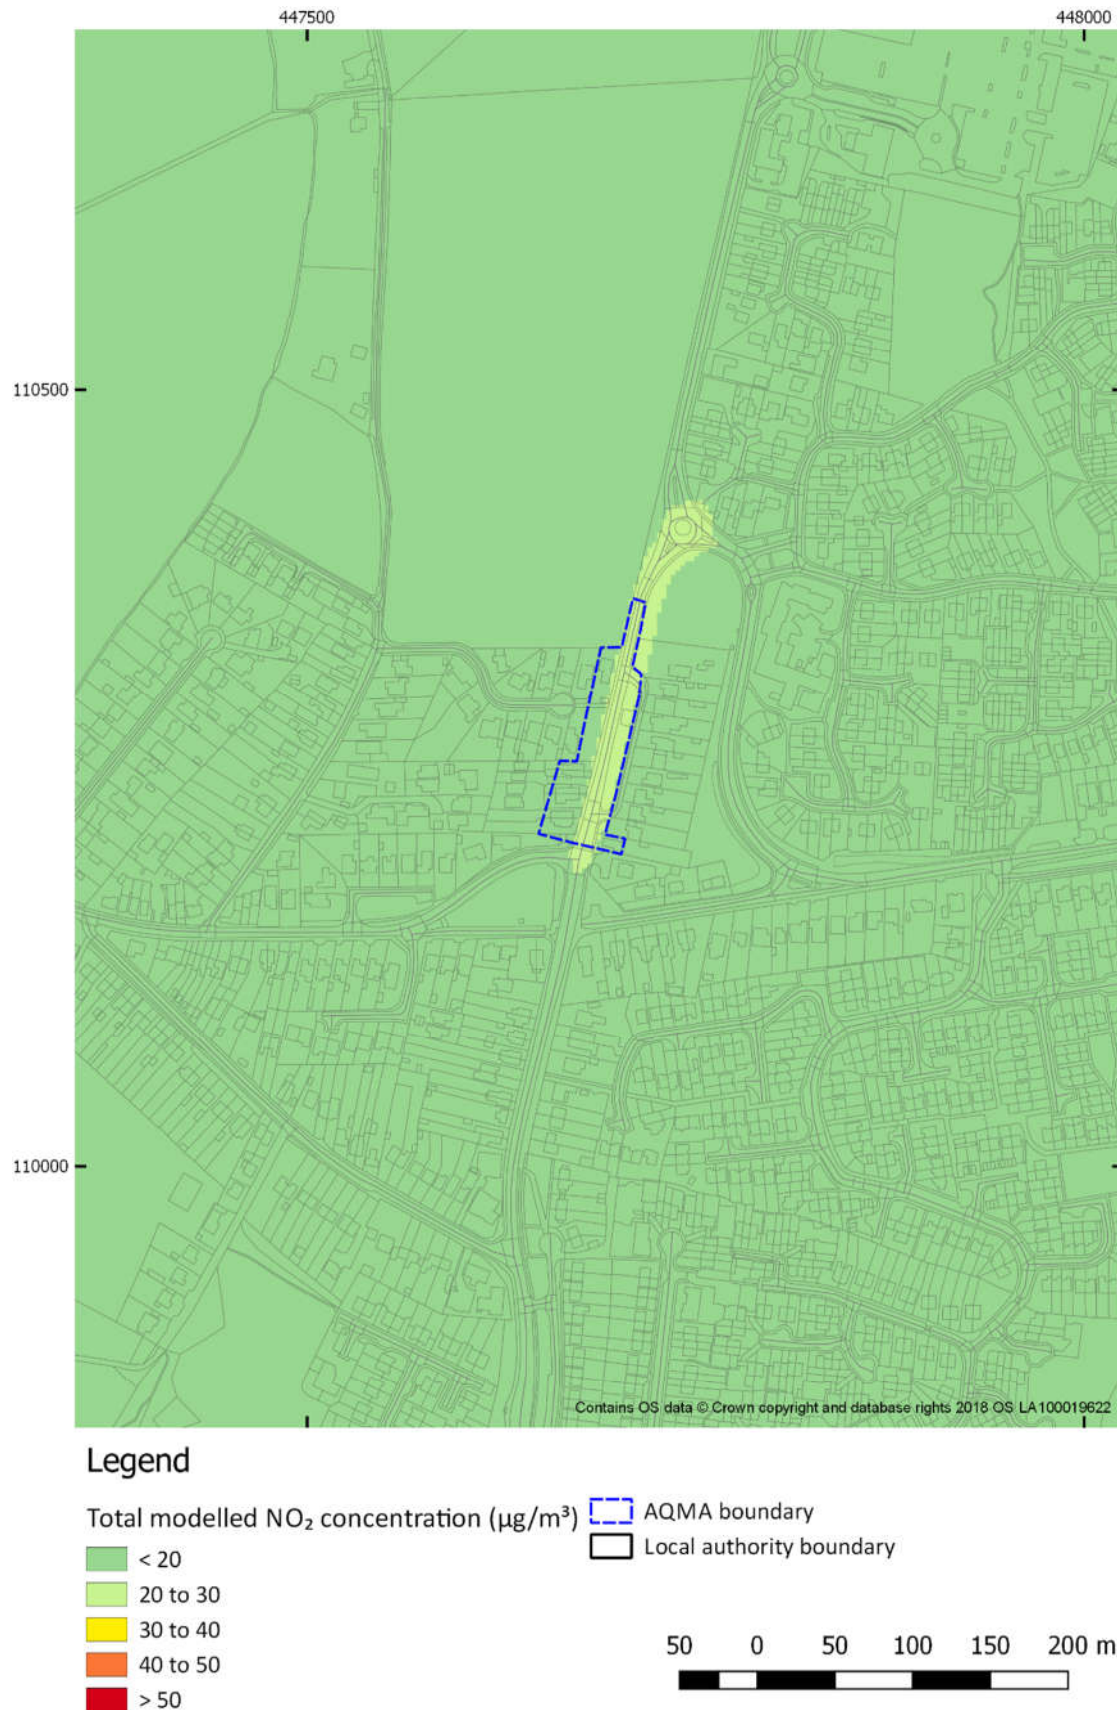 447500 448000
110500
110000
Contains OS data © Crown copyright and database rights 2018 OS LA100019622
Legend
Total modelled NO₂ concentration (µg/m³)
< 20
20 to 30
30 to 40
40 to 50
> 50
AQMA boundary
Local authority boundary
50 0 50 100 150 200 m